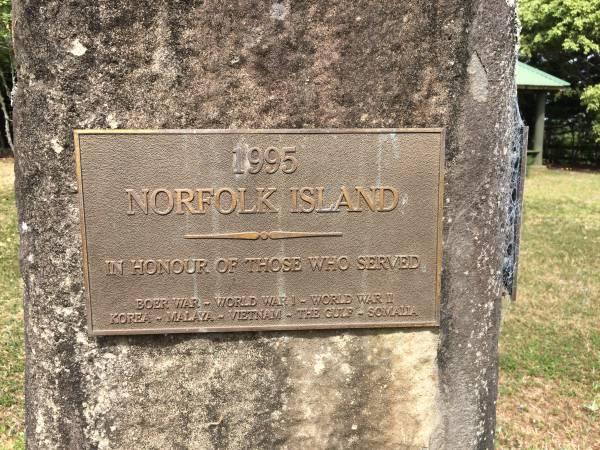 1995
NORFOLK ISLAND
IN HONOUR OF THOSE WHO SERVED
BOER WAR - WORLD WAR I - WORLD WAR II
KOREA - MALAYA - VIETNAM - THE GULF - SOMALIA